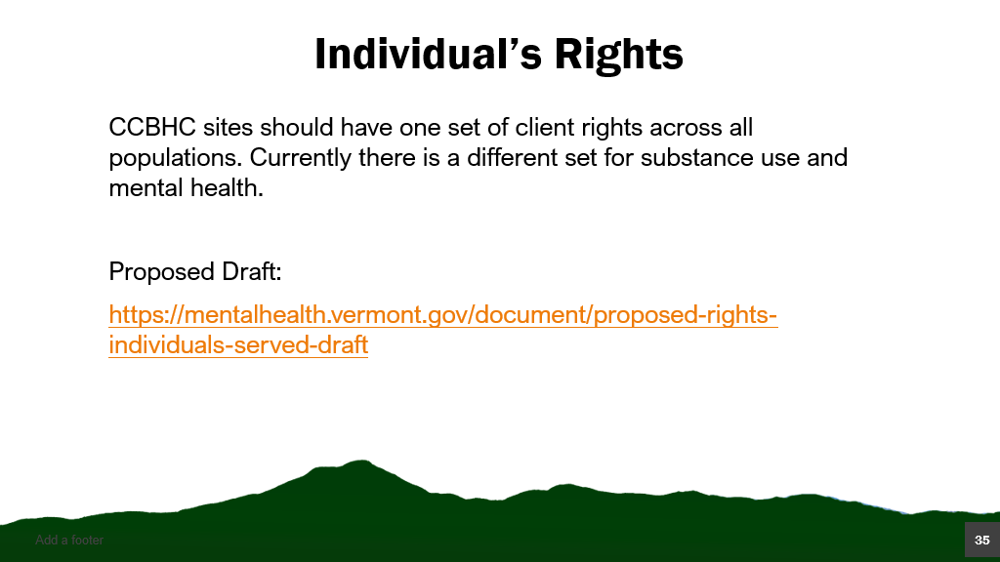 Individual’s Rights
CCBHC sites should have one set of client rights across all
populations. Currently there is a different set for substance use and
mental health.
Proposed Draft:
https://mentalhealth.vermont.gov/document/proposed-rights-
individuals-served-draft
Add a footer
35